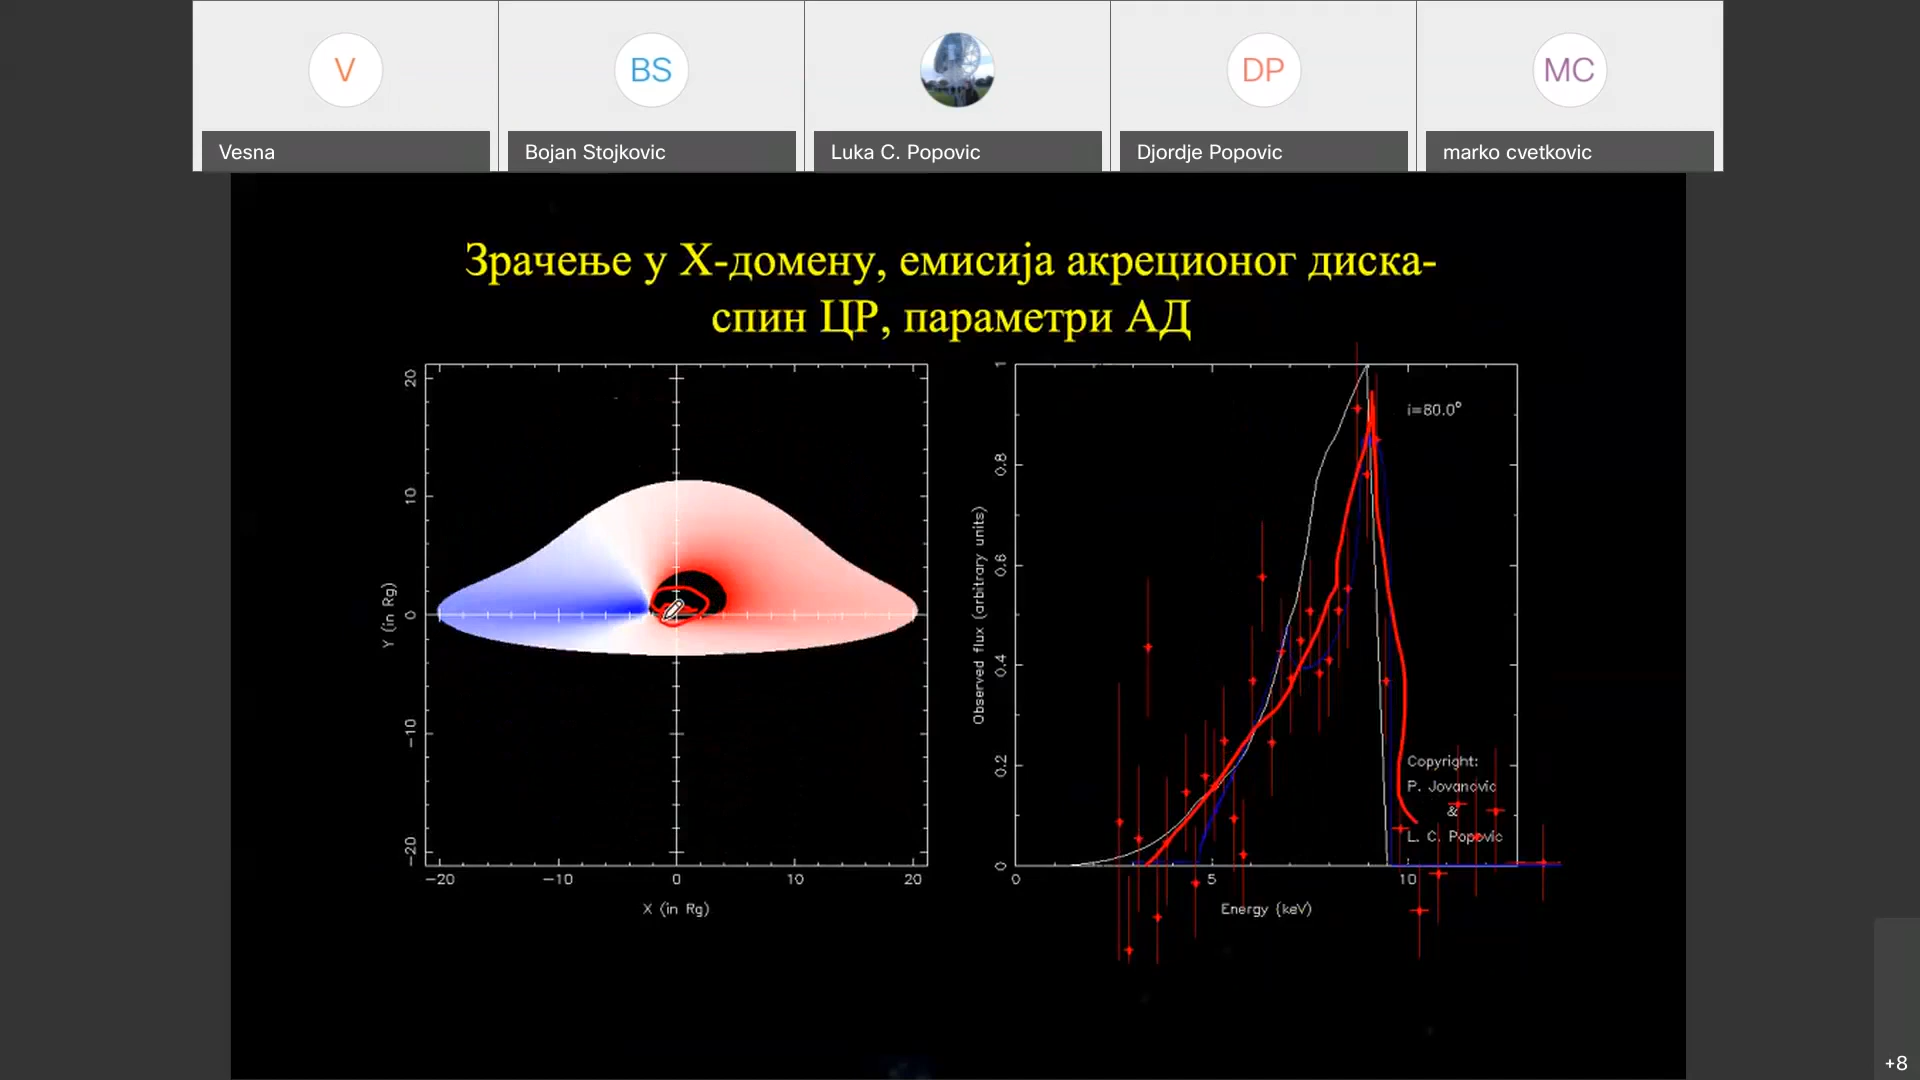 V
BS
DP
MC
Vesna
Bojan Stojkovic
Luka C. Popovic
Djordje Popovic
marko cvetkovic
Зрачење у Х-домену, емисија акреционог диска-
спин ЦР, параметри АД
20
10
0
−10
−20
Y (in Rg)
−20
−10
0
10
20
X (in Rg)
1
0.8
0.6
0.4
0.2
0
Observed flux (arbitrary units)
i=80.0°
Copyright:
P. Jovanovic
&
L. C. Popovic
0
5
10
Energy (keV)
+8